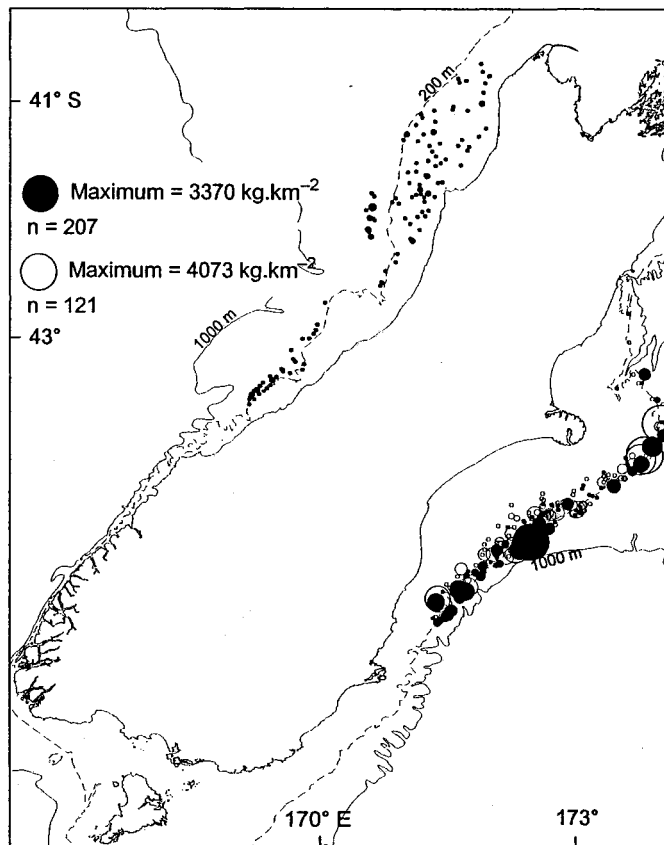 200 m
41° S
Maximum = 3370 kg.km⁻²
n = 207
Maximum = 4073 kg.km⁻²
n = 121
1000 m
43°
1000 m
170° E
173°